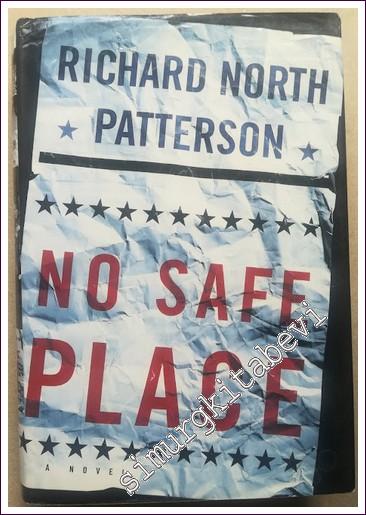 RICHARD NORTH
PATTERSON
NO SAFE
PLACE
A NOVEL
simurgkitabevi